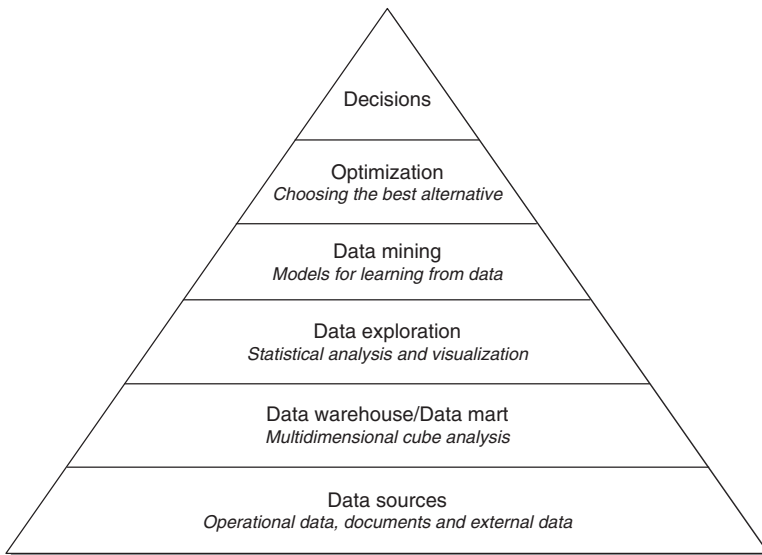 Decisions
Optimization
Choosing the best alternative
Data mining
Models for learning from data
Data exploration
Statistical analysis and visualization
Data warehouse/Data mart
Multidimensional cube analysis
Data sources
Operational data, documents and external data